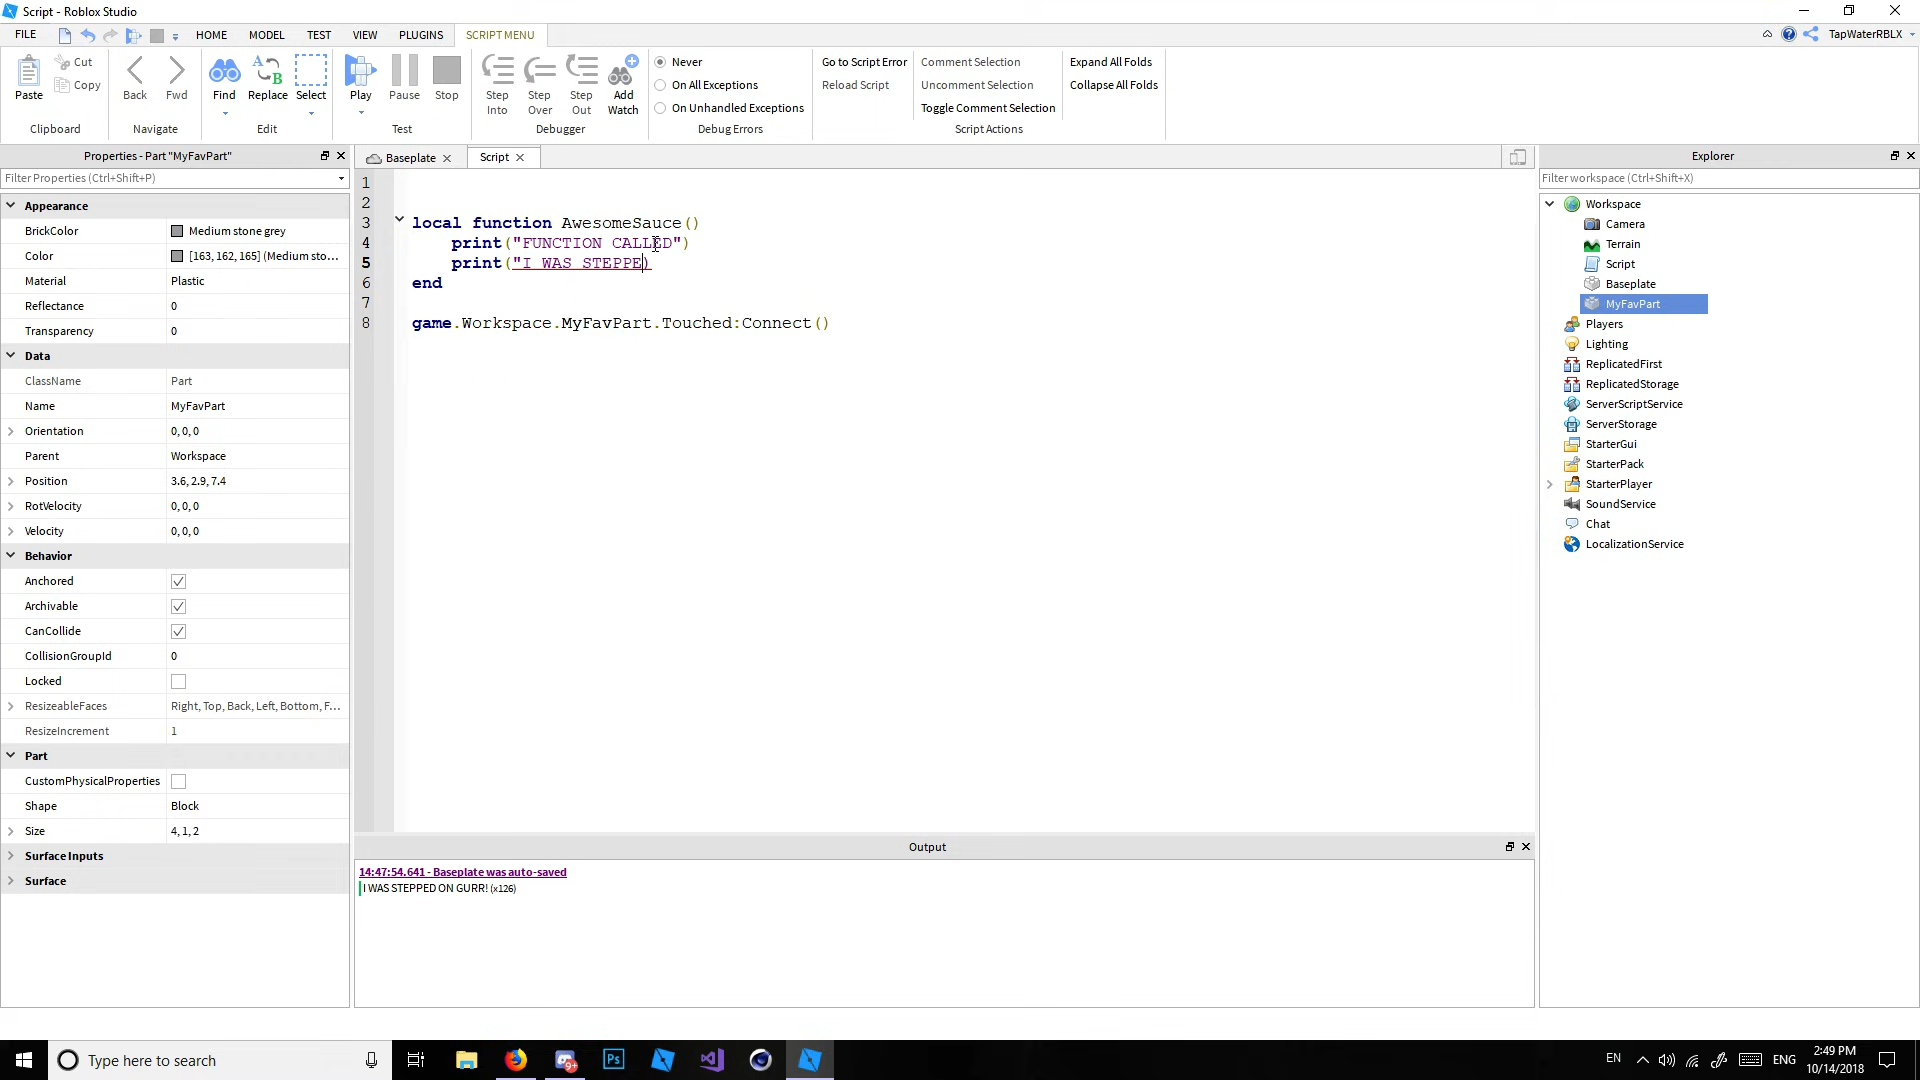 Script - Roblox Studio
FILE HOME MODEL TEST VIEW PLUGINS SCRIPT MENU TapWaterRBLX
Paste Cut Copy Back Fwd Find Replace Select Play Pause Stop Step Into Step Over Step Out Add Watch
Never
On All Exceptions
On Unhandled Exceptions
Go to Script Error
Reload Script
Comment Selection
Uncomment Selection
Toggle Comment Selection
Expand All Folds
Collapse All Folds
Clipboard Navigate Edit Test Debugger Debug Errors Script Actions
Properties - Part "MyFavPart"
Filter Properties (Ctrl+Shift+P)
Appearance
BrickColor Medium stone grey
Color [163, 162, 165] (Medium sto...
Material Plastic
Reflectance 0
Transparency 0
Data
ClassName Part
Name MyFavPart
Orientation 0, 0, 0
Parent Workspace
Position 3.6, 2.9, 7.4
RotVelocity 0, 0, 0
Velocity 0, 0, 0
Behavior
Anchored
Archivable
CanCollide
CollisionGroupId 0
Locked
ResizeableFaces Right, Top, Back, Left, Bottom, F...
ResizeIncrement 1
Part
CustomPhysicalProperties
Shape Block
Size 4, 1, 2
Surface Inputs
Surface
Baseplate Script
1
2
3 local function AwesomeSauce()
4 print("FUNCTION CALLED")
5 print("I WAS STEPPE)
6 end
7
8 game.Workspace.MyFavPart.Touched:Connect()
Output
14:47:54.641 - Baseplate was auto-saved
I WAS STEPPED ON GURR! (x126)
Explorer
Filter workspace (Ctrl+Shift+X)
Workspace
Camera
Terrain
Script
Baseplate
MyFavPart
Players
Lighting
ReplicatedFirst
ReplicatedStorage
ServerScriptService
ServerStorage
StarterGui
StarterPack
StarterPlayer
SoundService
Chat
LocalizationService
Type here to search
Ps
EN
ENG
2:49 PM
10/14/2018